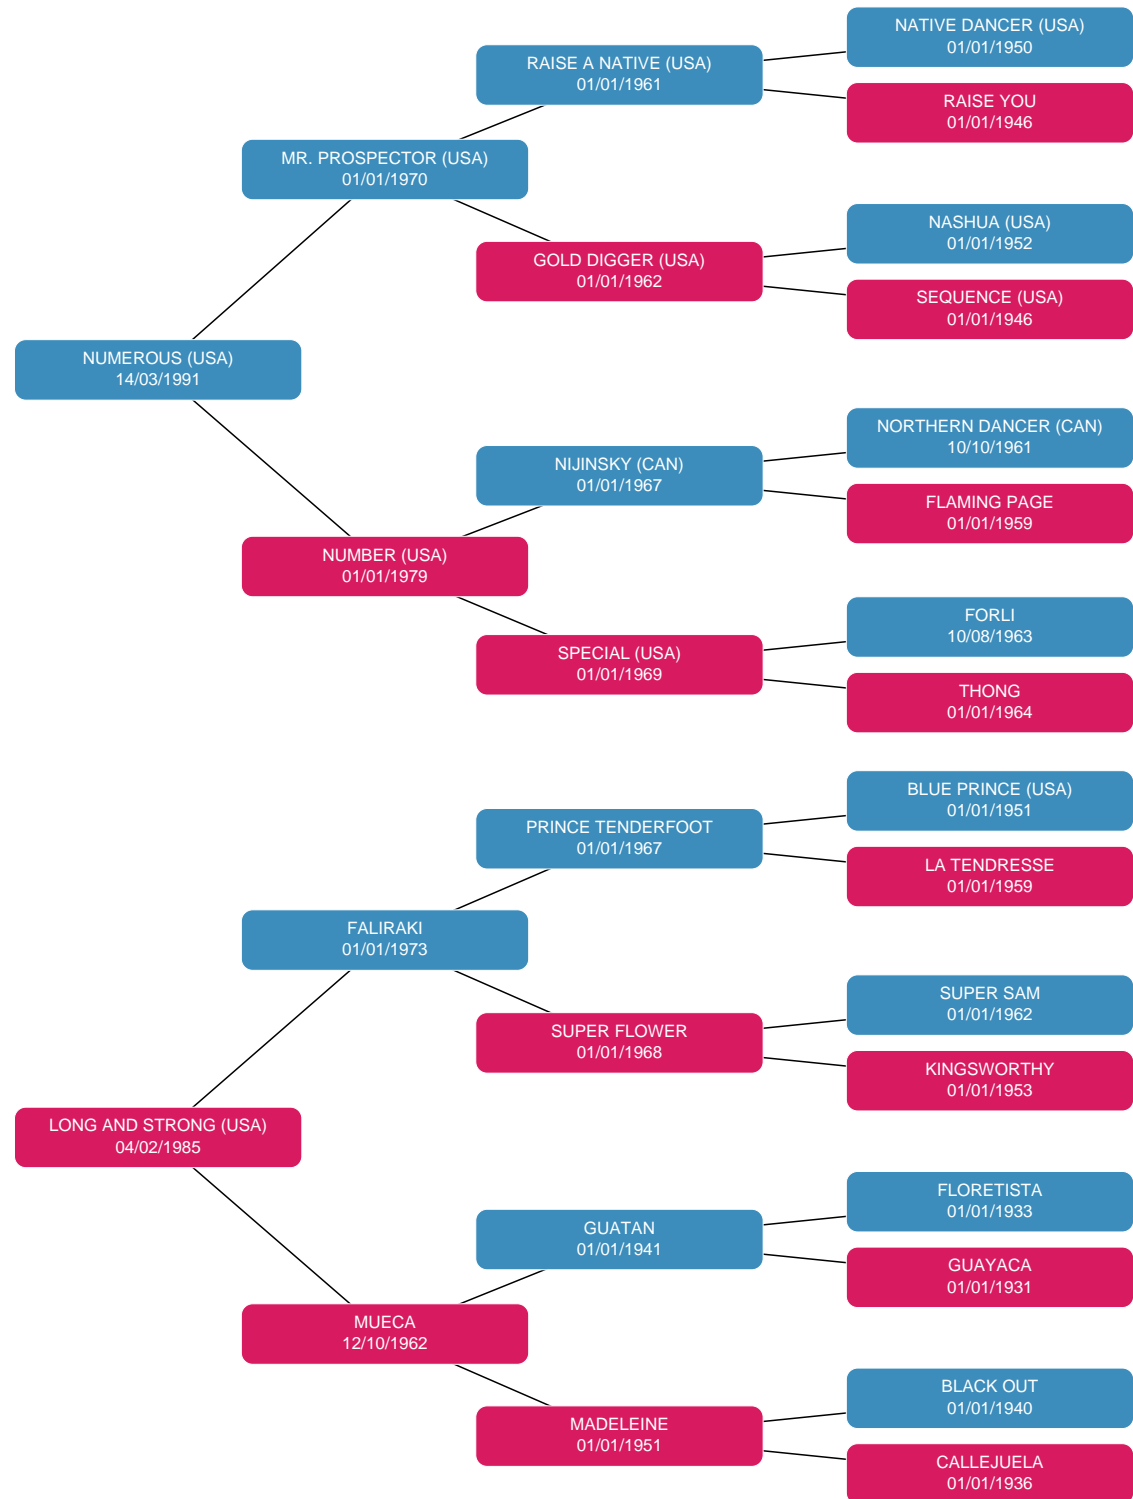 NATIVE DANCER (USA)
01/01/1950
RAISE A NATIVE (USA)
01/01/1961
RAISE YOU
01/01/1946
MR. PROSPECTOR (USA)
01/01/1970
NASHUA (USA)
01/01/1952
GOLD DIGGER (USA)
01/01/1962
SEQUENCE (USA)
01/01/1946
NUMEROUS (USA)
14/03/1991
NORTHERN DANCER (CAN)
10/10/1961
NIJINSKY (CAN)
01/01/1967
FLAMING PAGE
01/01/1959
NUMBER (USA)
01/01/1979
FORLI
10/08/1963
SPECIAL (USA)
01/01/1969
THONG
01/01/1964
BLUE PRINCE (USA)
01/01/1951
PRINCE TENDERFOOT
01/01/1967
LA TENDRESSE
01/01/1959
FALIRAKI
01/01/1973
SUPER SAM
01/01/1962
SUPER FLOWER
01/01/1968
KINGSWORTHY
01/01/1953
LONG AND STRONG (USA)
04/02/1985
FLORETISTA
01/01/1933
GUATAN
01/01/1941
GUAYACA
01/01/1931
MUECA
12/10/1962
BLACK OUT
01/01/1940
MADELEINE
01/01/1951
CALLEJUELA
01/01/1936